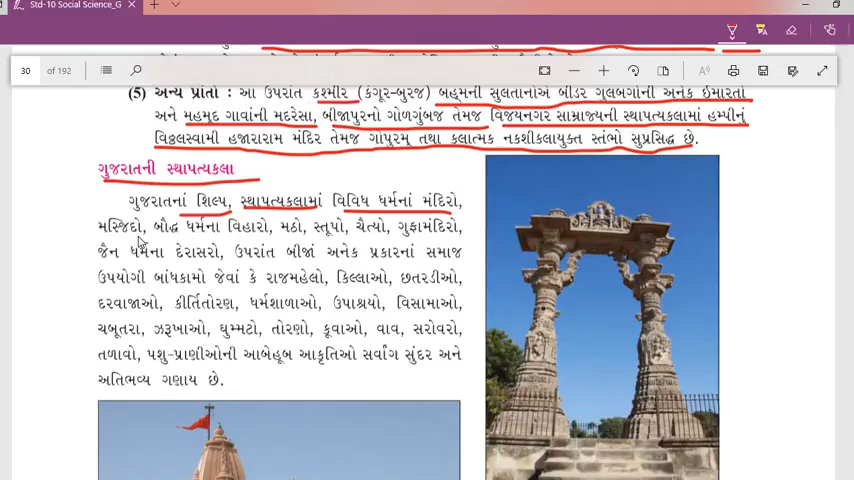 Std-10 Social Science_G
30 of 192
(5) અન્ય પ્રાંતો : આ ઉપરાંત કશ્મીર (કંગૂર-બુરજ) બહ્મની સુલતાનોએ બીડર ગુલબર્ગાની અનેક ઈમારતો
અને મહમૂદ ગાવાંની મદરેસા, બીજાપુરનો ગોળગુંબજ તેમજ વિજયનગર સામ્રાજ્યની સ્થાપત્યકલામાં હમ્પીનું
વિઠ્ઠલસ્વામી હજારારામ મંદિર તેમજ ગોપુરમ્ તથા કલાત્મક નકશીકલાયુક્ત સ્તંભો સુપ્રસિદ્ધ છે.
ગુજરાતની સ્થાપત્યકલા
ગુજરાતનાં શિલ્પ, સ્થાપત્યકલામાં વિવિધ ધર્મનાં મંદિરો,
મસ્જિદો, બૌદ્ધ ધર્મના વિહારો, મઠો, સ્તૂપો, ચૈત્યો, ગુફામંદિરો,
જૈન ધર્મના દેરાસરો, ઉપરાંત બીજાં અનેક પ્રકારનાં સમાજ
ઉપયોગી બાંધકામો જેવાં કે રાજમહેલો, કિલ્લાઓ, છતરડીઓ,
દરવાજાઓ, કીર્તિતોરણ, ધર્મશાળાઓ, ઉપાશ્રયો, વિસામાઓ,
ચબૂતરા, ઝરૂખાઓ, ઘુમ્મટો, તોરણો, કૂવાઓ, વાવ, સરોવરો,
તળાવો, પશુ-પ્રાણીઓની આબેહૂબ આકૃતિઓ સર્વાંગ સુંદર અને
અતિભવ્ય ગણાય છે.